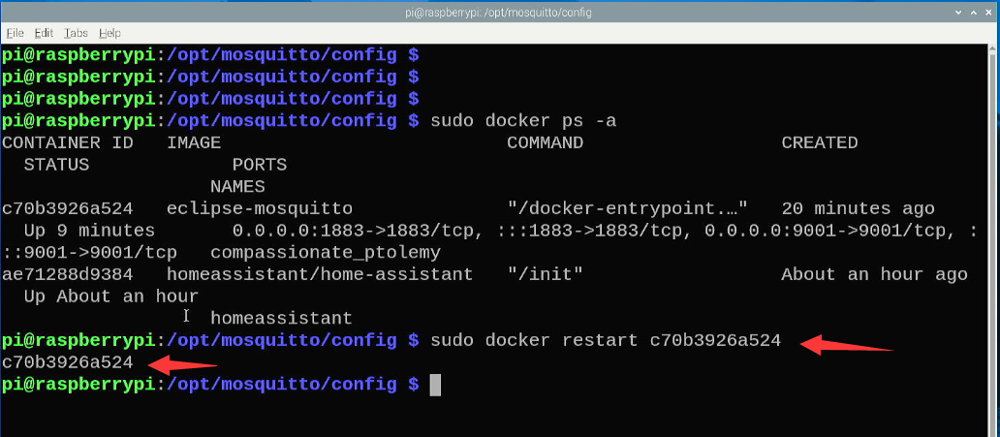 pi@raspberrypi: /opt/mosquitto/config
File Edit Tabs Help
pi@raspberrypi:/opt/mosquitto/config $
pi@raspberrypi:/opt/mosquitto/config $
pi@raspberrypi:/opt/mosquitto/config $
pi@raspberrypi:/opt/mosquitto/config $ sudo docker ps -a
CONTAINER ID   IMAGE                          COMMAND                  CREATED
  STATUS             PORTS
                   NAMES
c70b3926a524   eclipse-mosquitto              "/docker-entrypoint.…"   20 minutes ago
  Up 9 minutes       0.0.0.0:1883->1883/tcp, :::1883->1883/tcp, 0.0.0.0:9001->9001/tcp, :
::9001->9001/tcp   compassionate_ptolemy
ae71288d9384   homeassistant/home-assistant   "/init"                  About an hour ago
  Up About an hour
                   homeassistant
pi@raspberrypi:/opt/mosquitto/config $ sudo docker restart c70b3926a524
c70b3926a524
pi@raspberrypi:/opt/mosquitto/config $